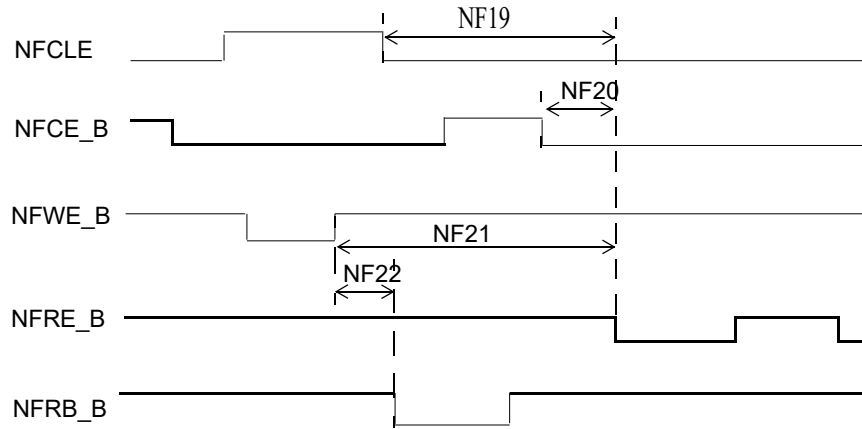 NF19
NFCLE
NF20
NFCE_B
NFWE_B
NF21
NF22
NFRE_B
NFRB_B